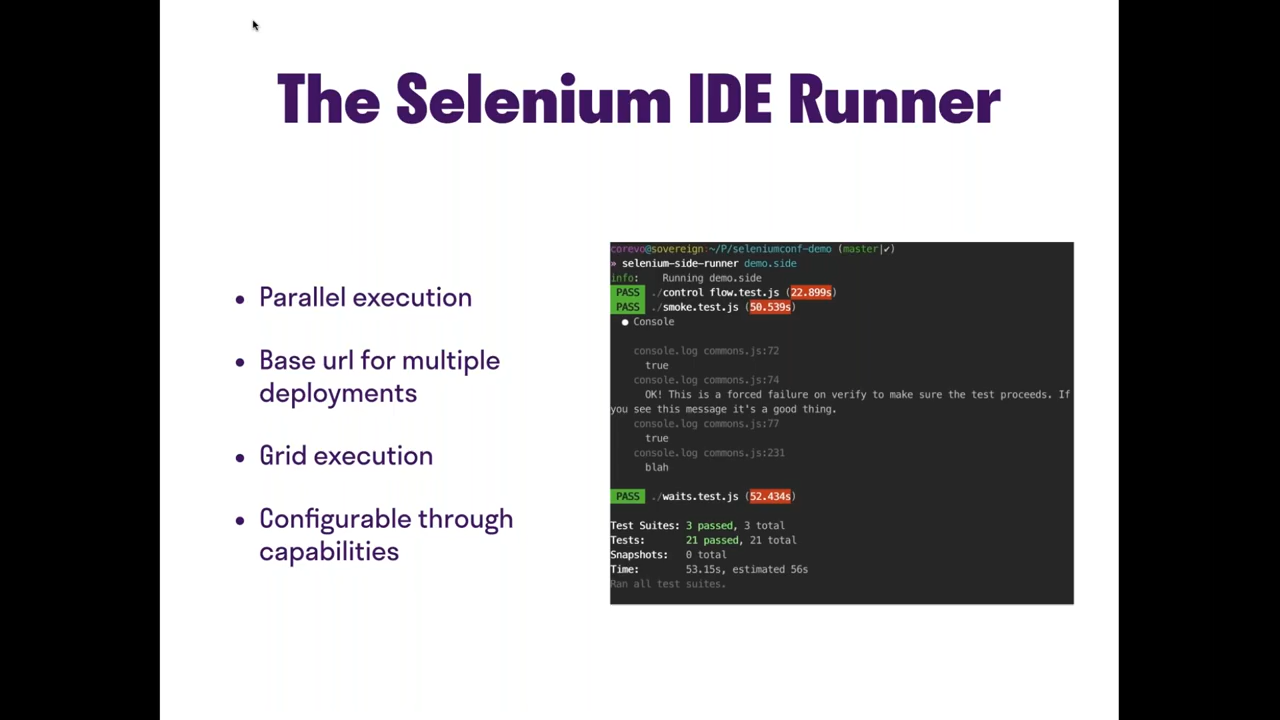 The Selenium IDE Runner
• Parallel execution
• Base url for multiple
deployments
• Grid execution
• Configurable through
capabilities
corevo@sovereign:~/P/seleniumconf-demo (master|✔)
» selenium-side-runner demo.side
info:    Running demo.side
PASS ./control flow.test.js (22.899s)
PASS ./smoke.test.js (50.539s)
● Console
console.log commons.js:72
true
console.log commons.js:74
OK! This is a forced failure on verify to make sure the test proceeds. If
you see this message it's a good thing.
console.log commons.js:77
true
console.log commons.js:231
blah
PASS ./waits.test.js (52.434s)
Test Suites: 3 passed, 3 total
Tests:       21 passed, 21 total
Snapshots:   0 total
Time:        53.15s, estimated 56s
Ran all test suites.